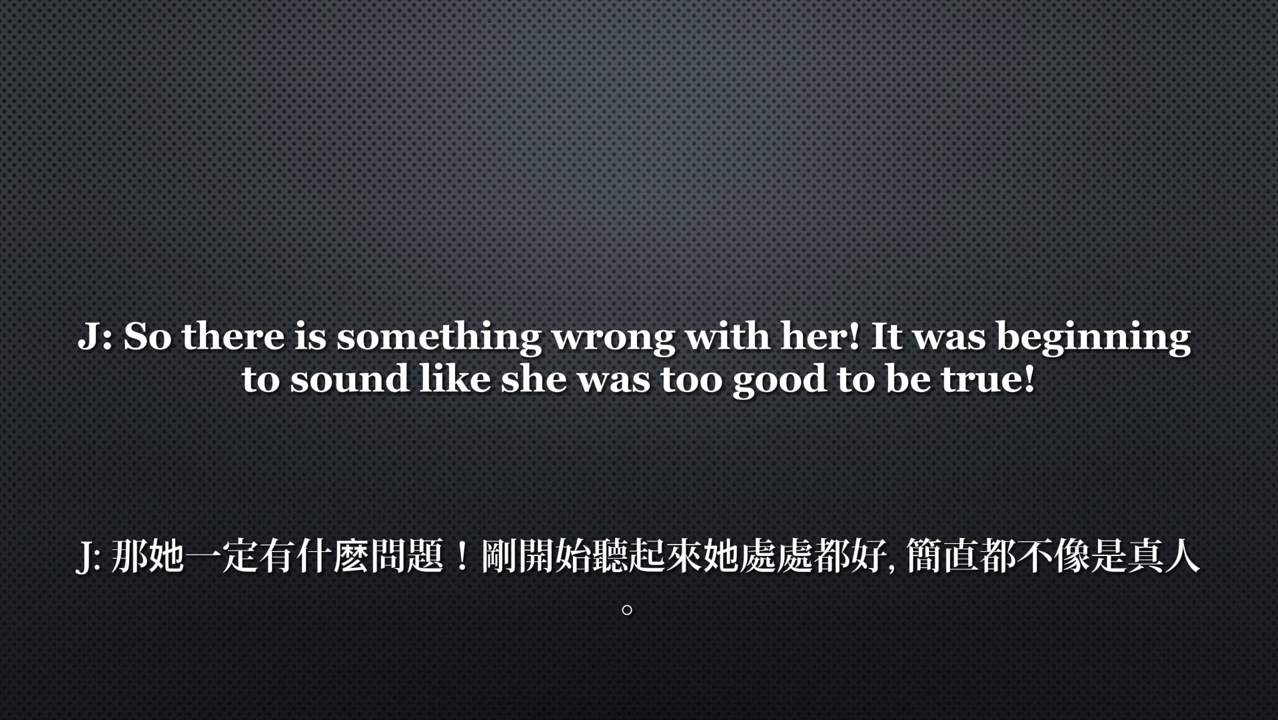 J: So there is something wrong with her! It was beginning
to sound like she was too good to be true!
J: 那她一定有什麼問題！剛開始聽起來她處處都好, 簡直都不像是真人
。